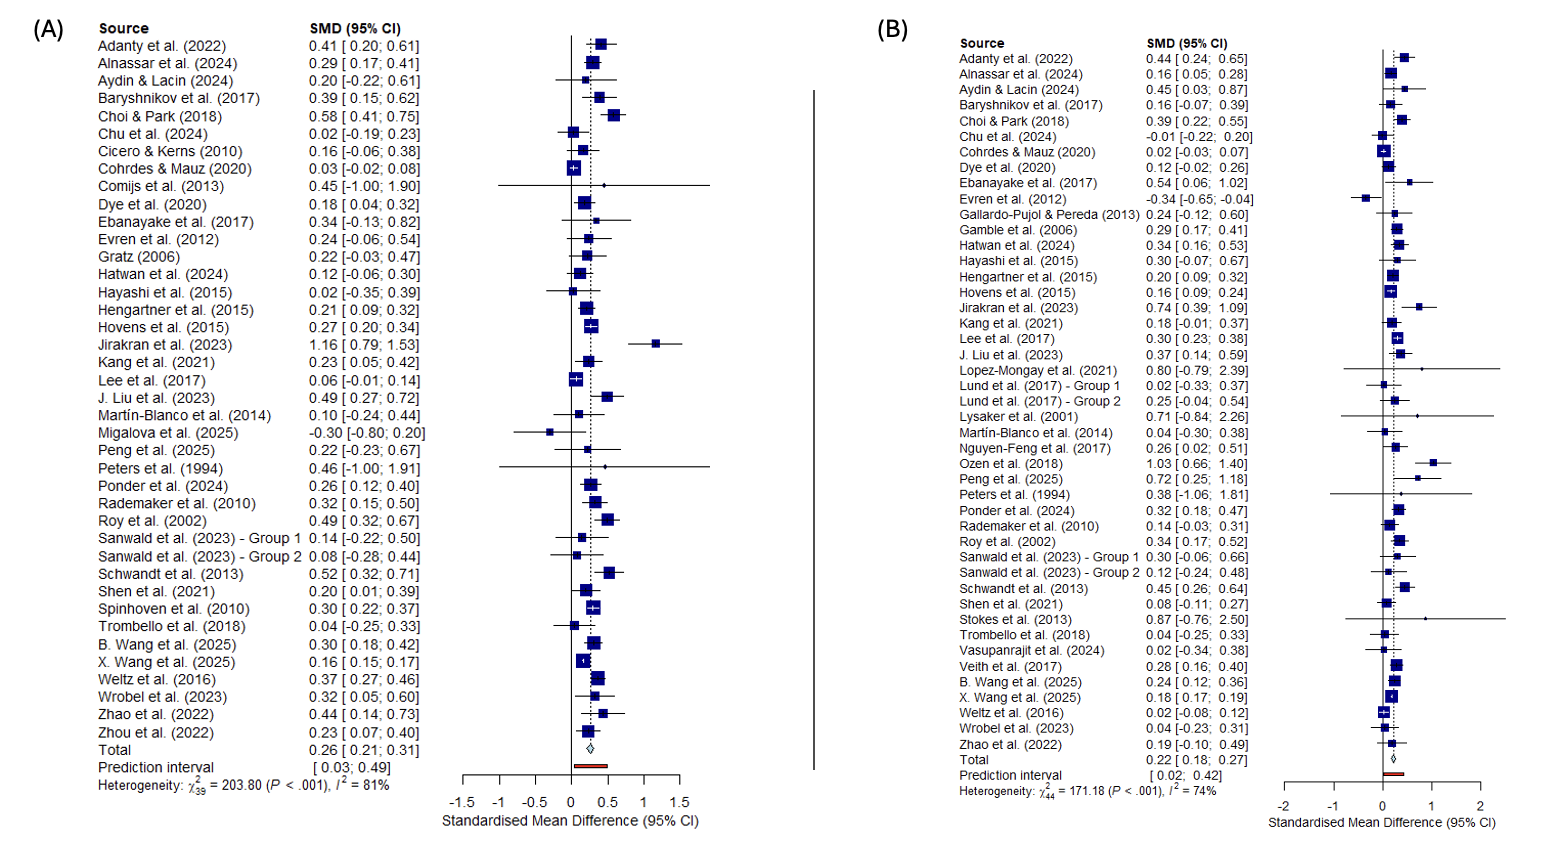 (A)
Source SMD (95% CI)
Adanty et al. (2022) 0.41 [ 0.20; 0.61]
Alnassar et al. (2024) 0.29 [ 0.17; 0.41]
Aydin & Lacin (2024) 0.20 [-0.22; 0.61]
Baryshnikov et al. (2017) 0.39 [ 0.15; 0.62]
Choi & Park (2018) 0.58 [ 0.41; 0.75]
Chu et al. (2024) 0.02 [-0.19; 0.23]
Cicero & Kerns (2010) 0.16 [-0.06; 0.38]
Cohrdes & Mauz (2020) 0.03 [-0.02; 0.08]
Comijs et al. (2013) 0.45 [-1.00; 1.90]
Dye et al. (2020) 0.18 [ 0.04; 0.32]
Ebanayake et al. (2017) 0.34 [-0.13; 0.82]
Evren et al. (2012) 0.24 [-0.06; 0.54]
Gratz (2006) 0.22 [-0.03; 0.47]
Hatwan et al. (2024) 0.12 [-0.06; 0.30]
Hayashi et al. (2015) 0.02 [-0.35; 0.39]
Hengartner et al. (2015) 0.21 [ 0.09; 0.32]
Hovens et al. (2015) 0.27 [ 0.20; 0.34]
Jirakran et al. (2023) 1.16 [ 0.79; 1.53]
Kang et al. (2021) 0.23 [ 0.05; 0.42]
Lee et al. (2017) 0.06 [-0.01; 0.14]
J. Liu et al. (2023) 0.49 [ 0.27; 0.72]
Martín-Blanco et al. (2014) 0.10 [-0.24; 0.44]
Migalova et al. (2025) -0.30 [-0.80; 0.20]
Peng et al. (2025) 0.22 [-0.23; 0.67]
Peters et al. (1994) 0.46 [-1.00; 1.91]
Ponder et al. (2024) 0.26 [ 0.12; 0.40]
Rademaker et al. (2010) 0.32 [ 0.15; 0.50]
Roy et al. (2002) 0.49 [ 0.32; 0.67]
Sanwald et al. (2023) - Group 1 0.14 [-0.22; 0.50]
Sanwald et al. (2023) - Group 2 0.08 [-0.28; 0.44]
Schwandt et al. (2013) 0.52 [ 0.32; 0.71]
Shen et al. (2021) 0.20 [ 0.01; 0.39]
Spinhoven et al. (2010) 0.30 [ 0.22; 0.37]
Trombello et al. (2018) 0.04 [-0.25; 0.33]
B. Wang et al. (2025) 0.30 [ 0.18; 0.42]
X. Wang et al. (2025) 0.16 [ 0.15; 0.17]
Weltz et al. (2016) 0.37 [ 0.27; 0.46]
Wrobel et al. (2023) 0.32 [ 0.05; 0.60]
Zhao et al. (2022) 0.44 [ 0.14; 0.73]
Zhou et al. (2022) 0.23 [ 0.07; 0.40]
Total 0.26 [ 0.21; 0.31]
Prediction interval [ 0.03; 0.49]
Heterogeneity: χ²₃₉ = 203.80 (P < .001), I² = 81%
-1.5 -1 -0.5 0 0.5 1 1.5
Standardised Mean Difference (95% CI)
(B)
Source SMD (95% CI)
Adanty et al. (2022) 0.44 [ 0.24; 0.65]
Alnassar et al. (2024) 0.16 [ 0.05; 0.28]
Aydin & Lacin (2024) 0.45 [ 0.03; 0.87]
Baryshnikov et al. (2017) 0.16 [-0.07; 0.39]
Choi & Park (2018) 0.39 [ 0.22; 0.55]
Chu et al. (2024) -0.01 [-0.22; 0.20]
Cohrdes & Mauz (2020) 0.02 [-0.03; 0.07]
Dye et al. (2020) 0.12 [-0.02; 0.26]
Ebanayake et al. (2017) 0.54 [ 0.06; 1.02]
Evren et al. (2012) -0.34 [-0.65; -0.04]
Gallardo-Pujol & Pereda (2013) 0.24 [-0.12; 0.60]
Gamble et al. (2006) 0.29 [ 0.17; 0.41]
Hatwan et al. (2024) 0.34 [ 0.16; 0.53]
Hayashi et al. (2015) 0.30 [-0.07; 0.67]
Hengartner et al. (2015) 0.20 [ 0.09; 0.32]
Hovens et al. (2015) 0.16 [ 0.09; 0.24]
Jirakran et al. (2023) 0.74 [ 0.39; 1.09]
Kang et al. (2021) 0.18 [-0.01; 0.37]
Lee et al. (2017) 0.30 [ 0.23; 0.38]
J. Liu et al. (2023) 0.37 [ 0.14; 0.59]
Lopez-Mongay et al. (2021) 0.80 [-0.79; 2.39]
Lund et al. (2017) - Group 1 0.02 [-0.33; 0.37]
Lund et al. (2017) - Group 2 0.25 [-0.04; 0.54]
Lysaker et al. (2001) 0.71 [-0.84; 2.26]
Martín-Blanco et al. (2014) 0.04 [-0.30; 0.38]
Nguyen-Feng et al. (2017) 0.26 [ 0.02; 0.51]
Ozen et al. (2018) 1.03 [ 0.66; 1.40]
Peng et al. (2025) 0.72 [ 0.25; 1.18]
Peters et al. (1994) 0.38 [-1.06; 1.81]
Ponder et al. (2024) 0.32 [ 0.18; 0.47]
Rademaker et al. (2010) 0.14 [-0.03; 0.31]
Roy et al. (2002) 0.34 [ 0.17; 0.52]
Sanwald et al. (2023) - Group 1 0.30 [-0.06; 0.66]
Sanwald et al. (2023) - Group 2 0.12 [-0.24; 0.48]
Schwandt et al. (2013) 0.45 [ 0.26; 0.64]
Shen et al. (2021) 0.08 [-0.11; 0.27]
Stokes et al. (2013) 0.87 [-0.76; 2.50]
Trombello et al. (2018) 0.04 [-0.25; 0.33]
Vasupanrajit et al. (2024) 0.02 [-0.34; 0.38]
Veith et al. (2017) 0.28 [ 0.16; 0.40]
B. Wang et al. (2025) 0.24 [ 0.12; 0.36]
X. Wang et al. (2025) 0.18 [ 0.17; 0.19]
Weltz et al. (2016) 0.02 [-0.08; 0.12]
Wrobel et al. (2023) 0.04 [-0.23; 0.31]
Zhao et al. (2022) 0.19 [-0.10; 0.49]
Total 0.22 [ 0.18; 0.27]
Prediction interval [ 0.02; 0.42]
Heterogeneity: χ²₄₄ = 171.18 (P < .001), I² = 74%
-2 -1 0 1 2
Standardised Mean Difference (95% CI)